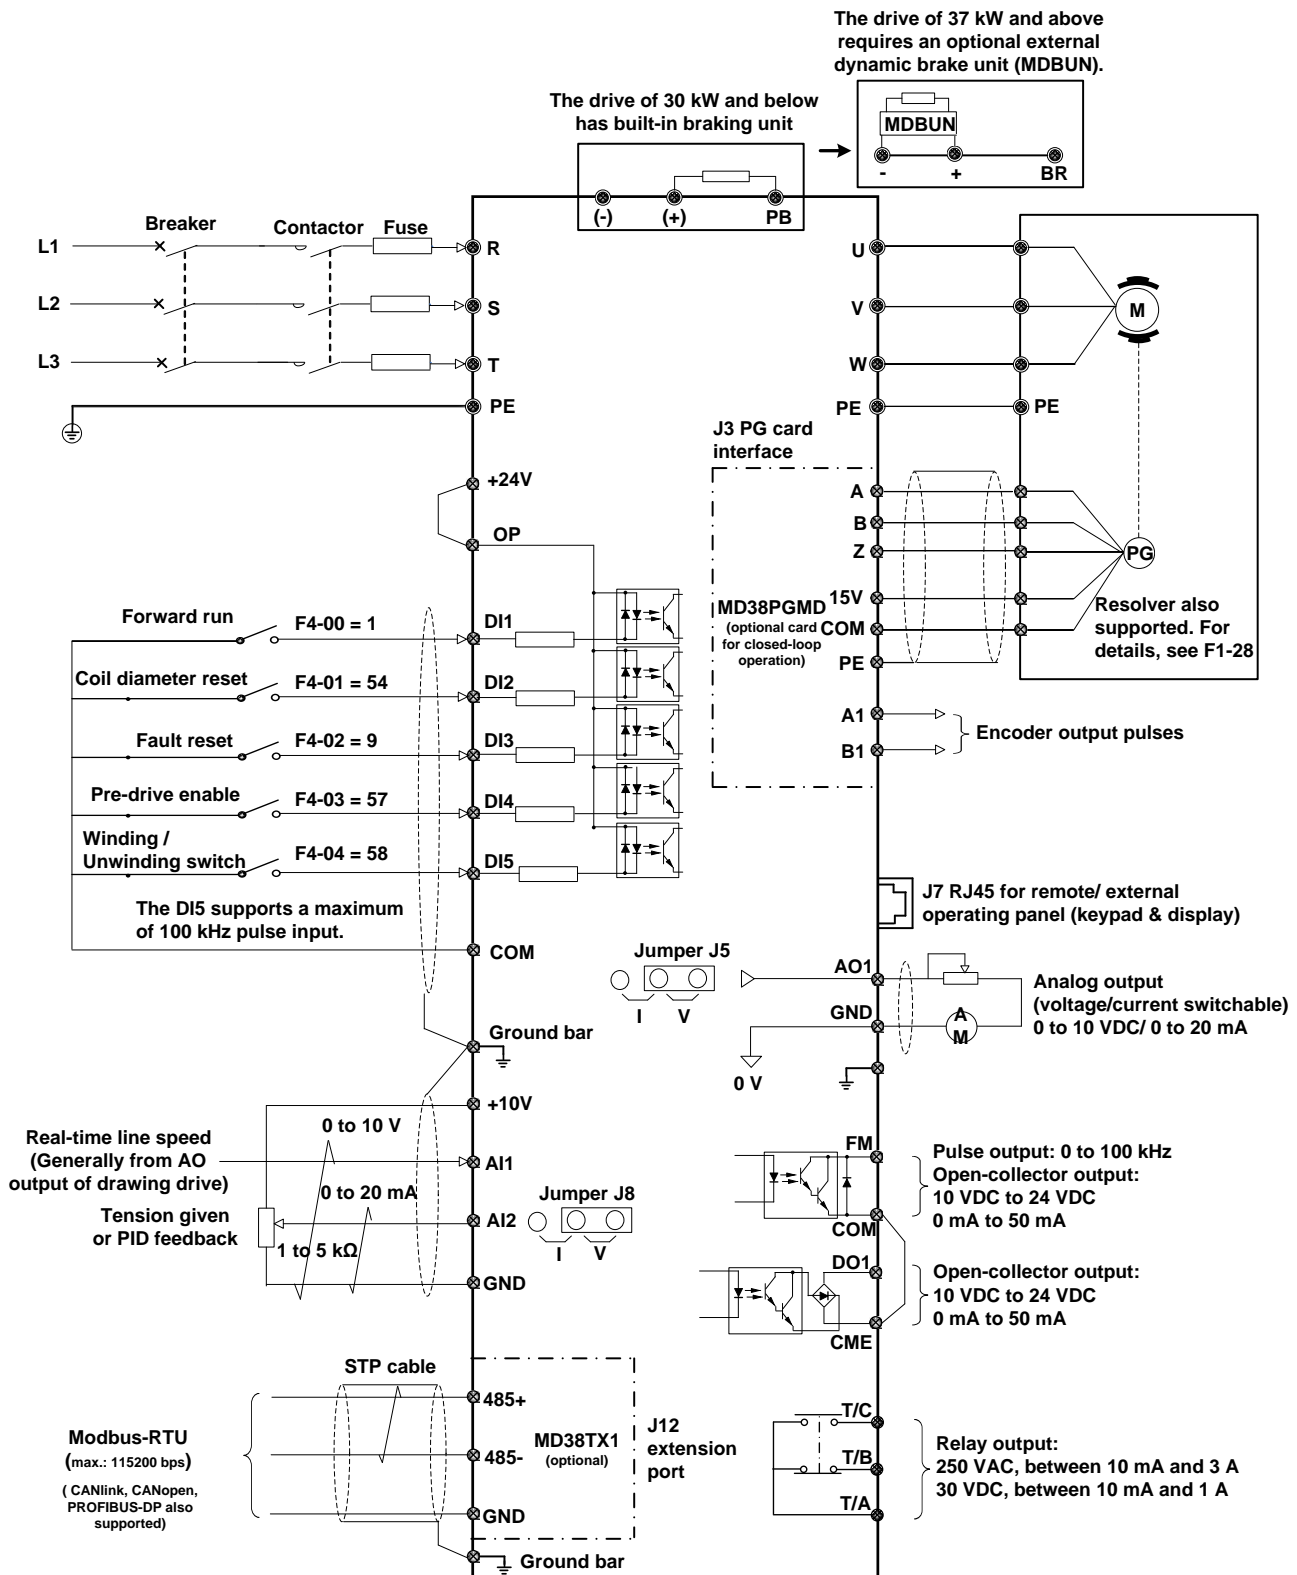 The drive of 37 kW and above
requires an optional external
dynamic brake unit (MDBUN).
The drive of 30 kW and below
has built-in braking unit
MDBUN
-
+
BR
(-)
(+)
PB
Breaker
Contactor
Fuse
L1
R
L2
S
L3
T
PE
U
V
W
PE
M
PE
J3 PG card
interface
+24V
OP
A
B
Z
15V
COM
PE
A1
B1
PG
MD38PGMD
(optional card
for closed-loop
operation)
Resolver also
supported. For
details, see F1-28
Encoder output pulses
Forward run
F4-00 = 1
DI1
Coil diameter reset
F4-01 = 54
DI2
Fault reset
F4-02 = 9
DI3
Pre-drive enable
F4-03 = 57
DI4
Winding /
Unwinding switch
F4-04 = 58
DI5
The DI5 supports a maximum
of 100 kHz pulse input.
COM
J7 RJ45 for remote/ external
operating panel (keypad & display)
Jumper J5
I
V
AO1
GND
0 V
A
M
Analog output
(voltage/current switchable)
0 to 10 VDC/ 0 to 20 mA
Ground bar
+10V
0 to 10 V
Real-time line speed
(Generally from AO
output of drawing drive)
AI1
0 to 20 mA
Tension given
or PID feedback
AI2
1 to 5 kΩ
GND
Jumper J8
I
V
FM
COM
Pulse output: 0 to 100 kHz
Open-collector output:
10 VDC to 24 VDC
0 mA to 50 mA
DO1
CME
Open-collector output:
10 VDC to 24 VDC
0 mA to 50 mA
STP cable
485+
485-
GND
Modbus-RTU
(max.: 115200 bps)
( CANlink, CANopen,
PROFIBUS-DP also
supported)
MD38TX1
(optional)
J12
extension
port
Ground bar
T/C
T/B
T/A
Relay output:
250 VAC, between 10 mA and 3 A
30 VDC, between 10 mA and 1 A